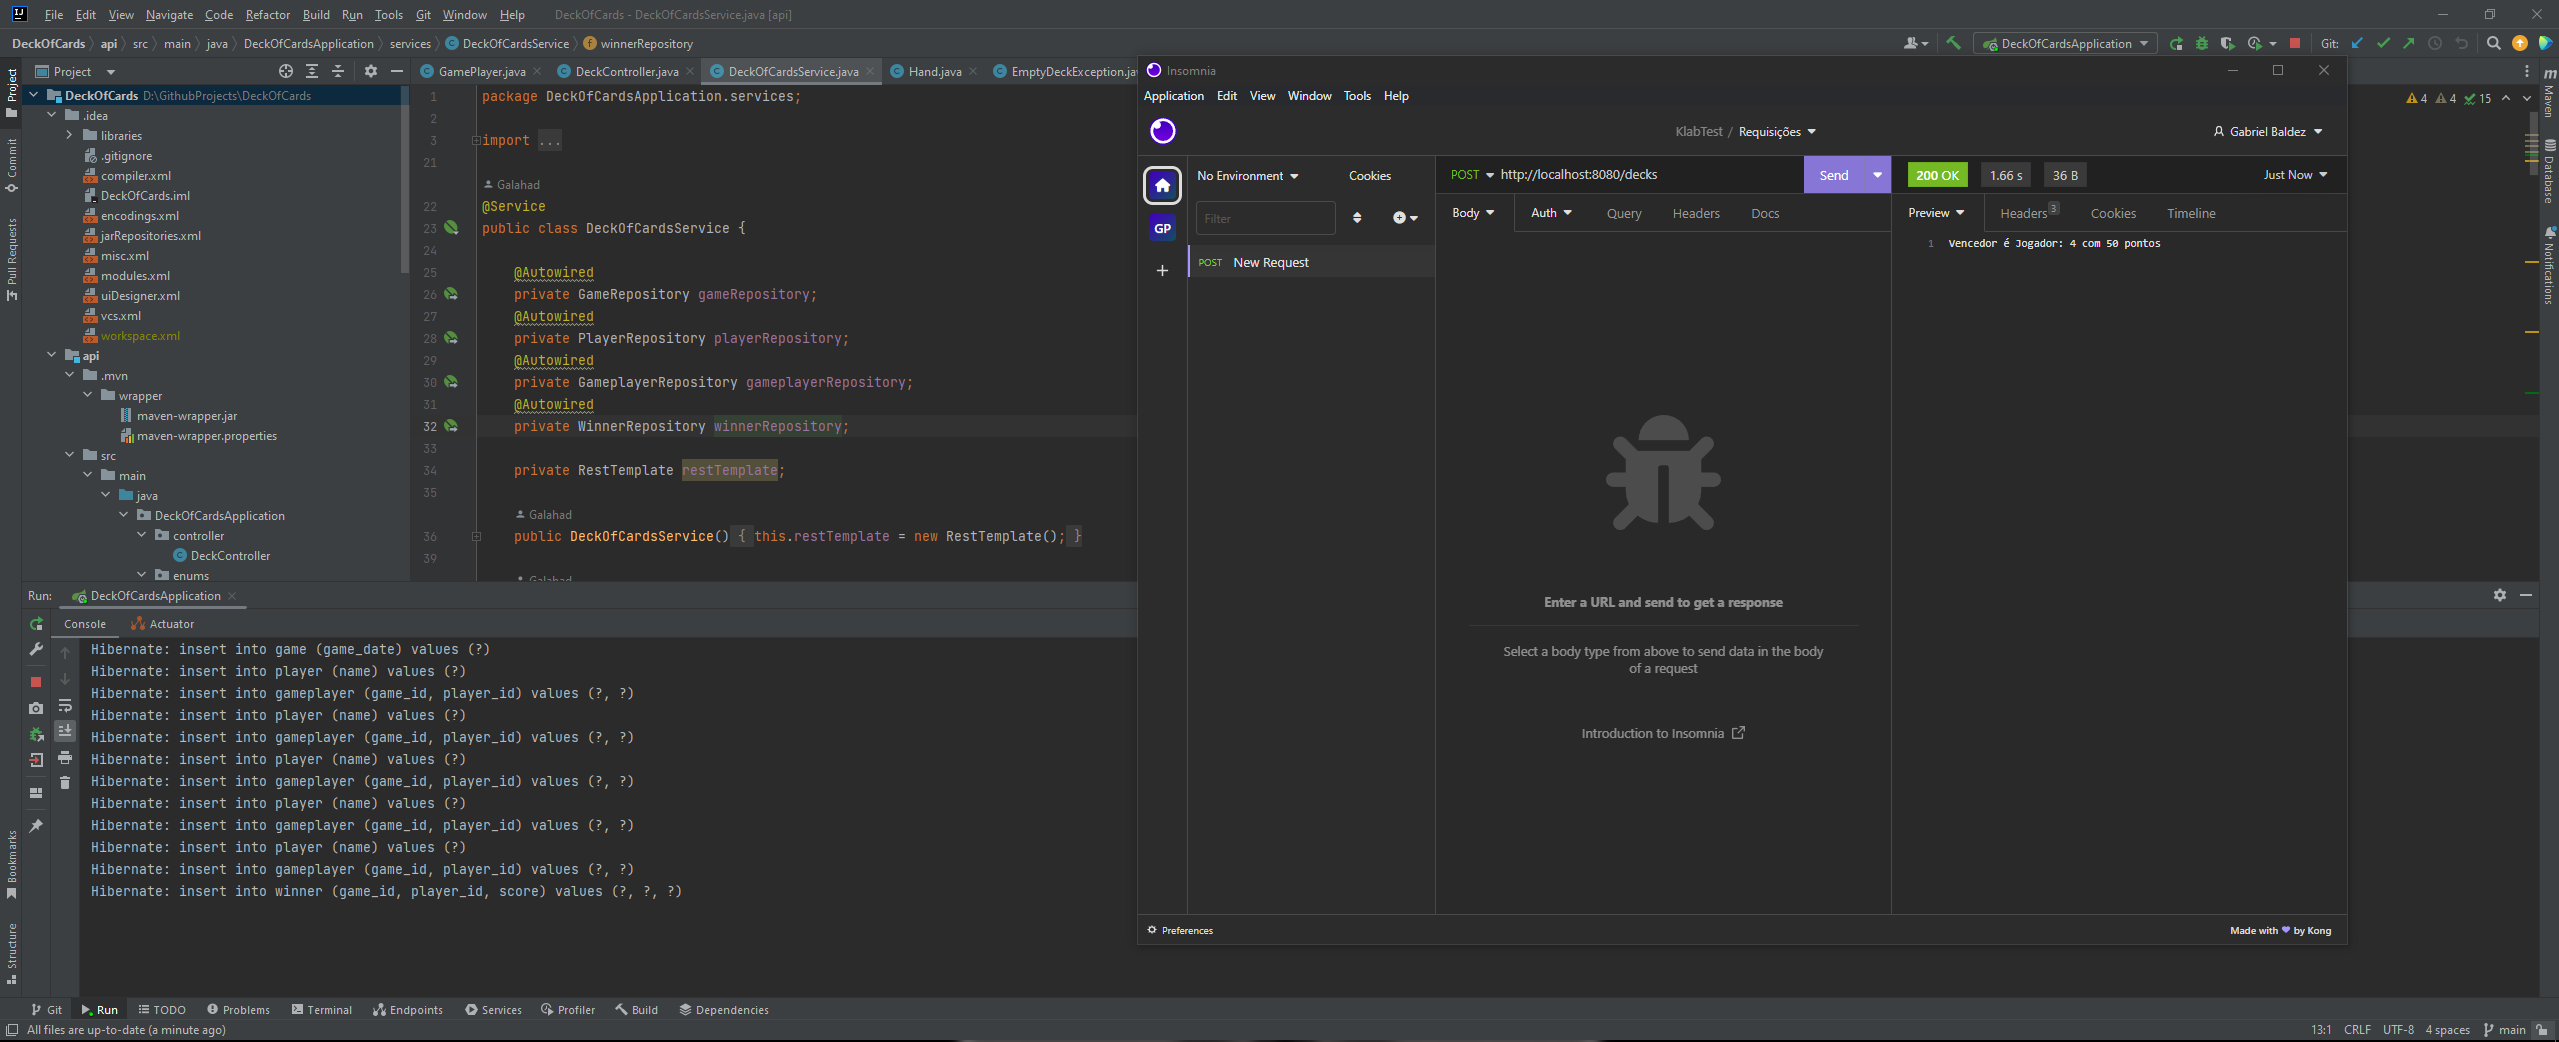 File Edit View Navigate Code Refactor Build Run Tools Git Window Help DeckOfCards - DeckOfCardsService.java [api]
DeckOfCards api src main java DeckOfCardsApplication services DeckOfCardsService winnerRepository
DeckOfCardsApplication Git:
Project
GamePlayer.java DeckController.java DeckOfCardsService.java Hand.java EmptyDeckException.jav
Project
Commit
Pull Requests
Bookmarks
Structure
DeckOfCards D:\GithubProjects\DeckOfCards
.idea
libraries
.gitignore
compiler.xml
DeckOfCards.iml
encodings.xml
jarRepositories.xml
misc.xml
modules.xml
uiDesigner.xml
vcs.xml
workspace.xml
api
.mvn
wrapper
maven-wrapper.jar
maven-wrapper.properties
src
main
java
DeckOfCardsApplication
controller
DeckController
enums
1 package DeckOfCardsApplication.services;
2
3 import ...
21
Galahad
22 @Service
23 public class DeckOfCardsService {
24
25 @Autowired
26 private GameRepository gameRepository;
27 @Autowired
28 private PlayerRepository playerRepository;
29 @Autowired
30 private GameplayerRepository gameplayerRepository;
31 @Autowired
32 private WinnerRepository winnerRepository;
33
34 private RestTemplate restTemplate;
35
Galahad
36 public DeckOfCardsService() { this.restTemplate = new RestTemplate(); }
39
Galahad
4 4 15
Maven
Database
Notifications
Insomnia
Application Edit View Window Tools Help
KlabTest / Requisições
Gabriel Baldez
GP
No Environment Cookies
Filter
POST New Request
POST http://localhost:8080/decks Send
Body Auth Query Headers Docs
Enter a URL and send to get a response
Select a body type from above to send data in the body
of a request
Introduction to Insomnia
200 OK 1.66 s 36 B Just Now
Preview Headers 3 Cookies Timeline
1 Vencedor é Jogador: 4 com 50 pontos
Preferences
Made with ❤ by Kong
Run: DeckOfCardsApplication
Console Actuator
Hibernate: insert into game (game_date) values (?)
Hibernate: insert into player (name) values (?)
Hibernate: insert into gameplayer (game_id, player_id) values (?, ?)
Hibernate: insert into player (name) values (?)
Hibernate: insert into gameplayer (game_id, player_id) values (?, ?)
Hibernate: insert into player (name) values (?)
Hibernate: insert into gameplayer (game_id, player_id) values (?, ?)
Hibernate: insert into player (name) values (?)
Hibernate: insert into gameplayer (game_id, player_id) values (?, ?)
Hibernate: insert into player (name) values (?)
Hibernate: insert into gameplayer (game_id, player_id) values (?, ?)
Hibernate: insert into winner (game_id, player_id, score) values (?, ?, ?)
Git Run TODO Problems Terminal Endpoints Services Profiler Build Dependencies
All files are up-to-date (a minute ago)
13:1 CRLF UTF-8 4 spaces main